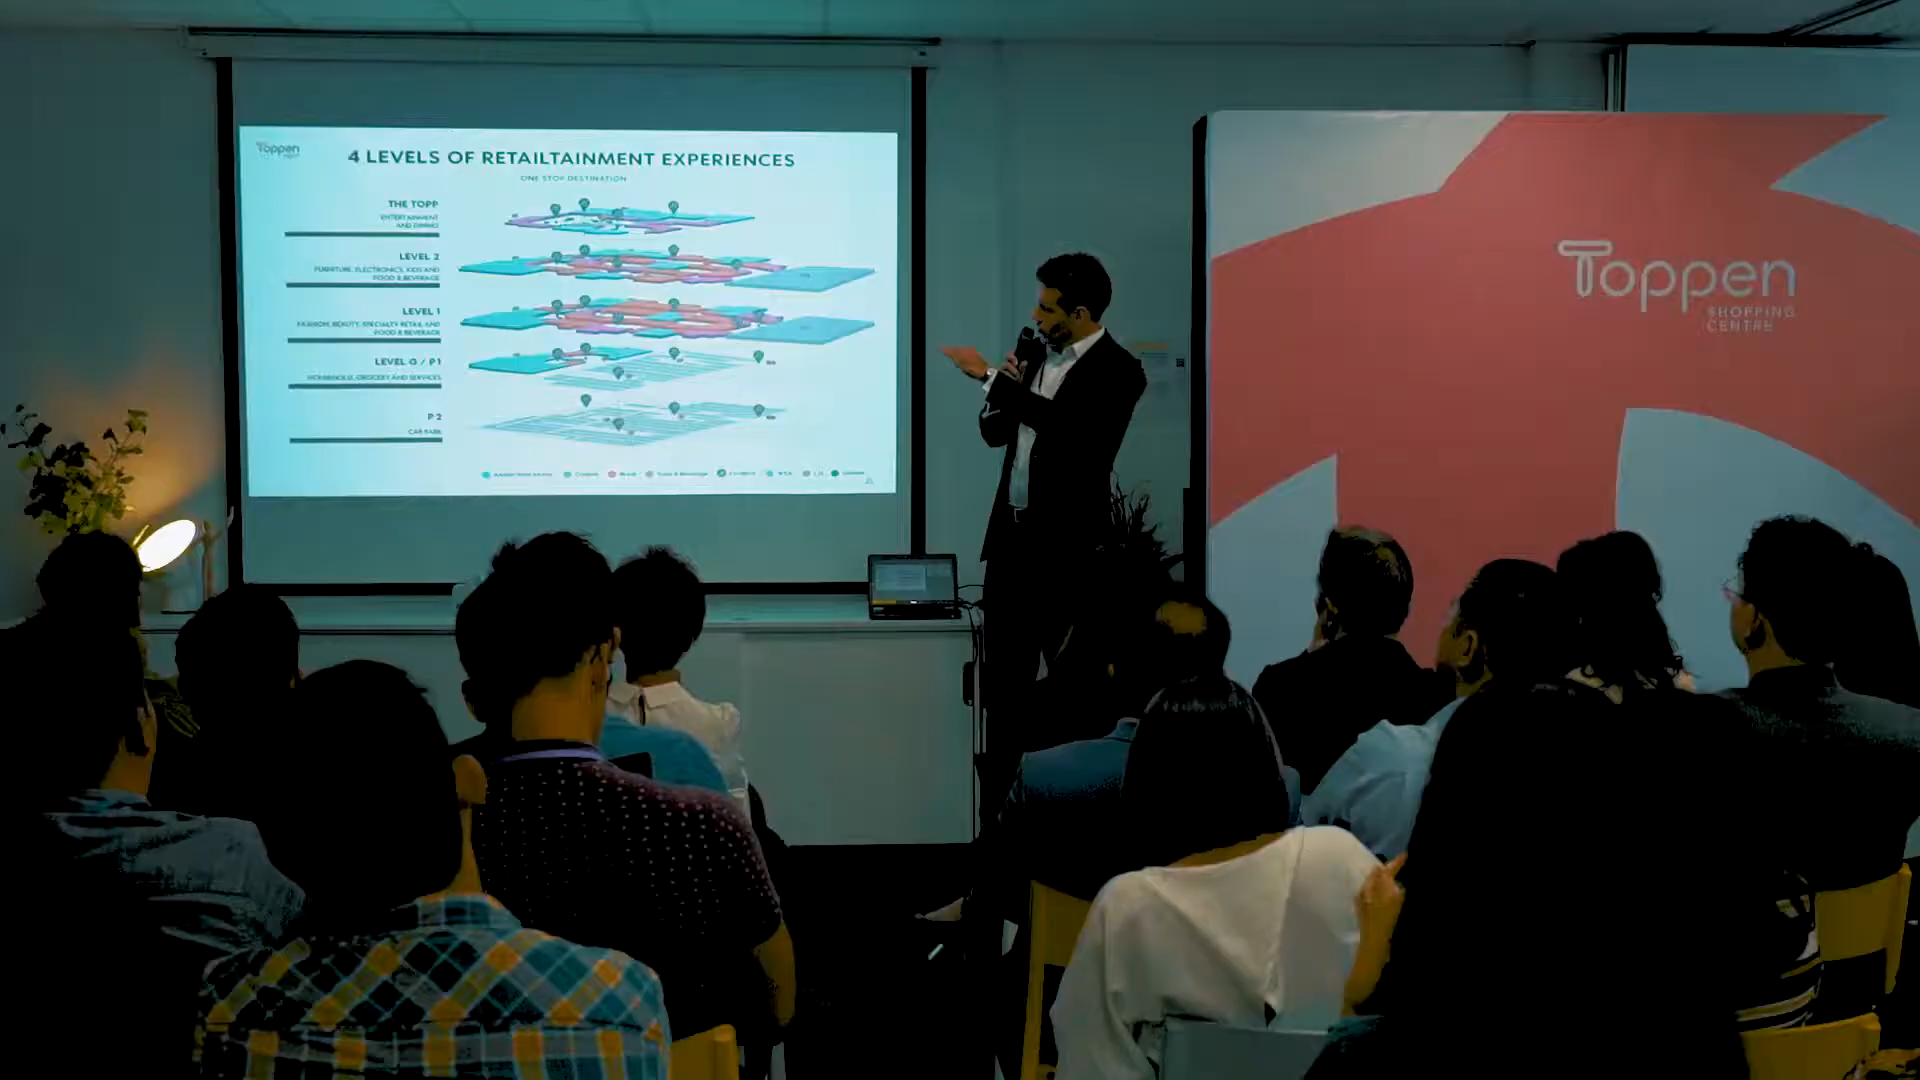 Toppen
4 LEVELS OF RETAILTAINMENT EXPERIENCES
ONE STOP DESTINATION
THE TOPP
ENTERTAINMENT
AND DINING
LEVEL 2
FURNITURE, ELECTRONICS, KIDS AND
FOOD & BEVERAGE
LEVEL 1
FASHION, BEAUTY, SPECIALTY RETAIL AND
FOOD & BEVERAGE
LEVEL G / P1
HOUSEHOLD, GROCERY AND SERVICES
P 2
CAR PARK
Toppen
SHOPPING
CENTRE